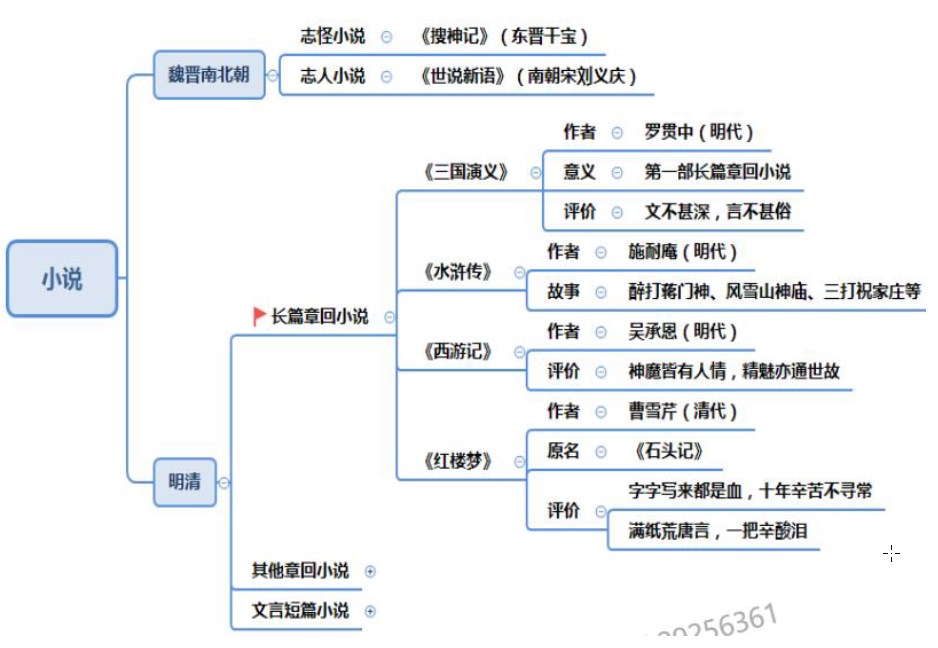 小说
魏晋南北朝
志怪小说 《搜神记》（东晋干宝）
志人小说 《世说新语》（南朝宋刘义庆）
明清
长篇章回小说
《三国演义》
作者 罗贯中（明代）
意义 第一部长篇章回小说
评价 文不甚深，言不甚俗
《水浒传》
作者 施耐庵（明代）
故事 醉打蒋门神、风雪山神庙、三打祝家庄等
《西游记》
作者 吴承恩（明代）
评价 神魔皆有人情，精魅亦通世故
《红楼梦》
作者 曹雪芹（清代）
原名 《石头记》
评价
字字写来都是血，十年辛苦不寻常
满纸荒唐言，一把辛酸泪
其他章回小说
文言短篇小说